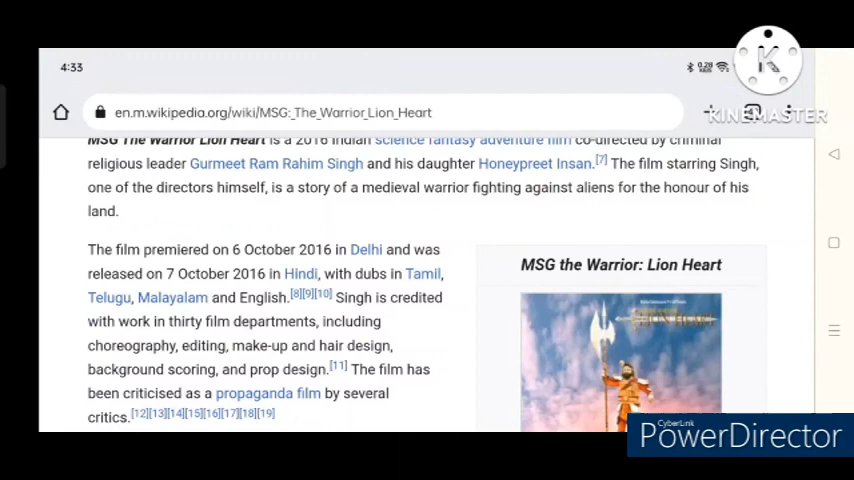 4:33
0.28
KINEMASTER
en.m.wikipedia.org/wiki/MSG:_The_Warrior_Lion_Heart
MSG The Warrior Lion Heart is a 2016 Indian science fantasy adventure film co-directed by criminal
religious leader Gurmeet Ram Rahim Singh and his daughter Honeypreet Insan.[7] The film starring Singh,
one of the directors himself, is a story of a medieval warrior fighting against aliens for the honour of his
land.
The film premiered on 6 October 2016 in Delhi and was
released on 7 October 2016 in Hindi, with dubs in Tamil,
Telugu, Malayalam and English.[8][9][10] Singh is credited
with work in thirty film departments, including
choreography, editing, make-up and hair design,
background scoring, and prop design.[11] The film has
been criticised as a propaganda film by several
critics.[12][13][14][15][16][17][18][19]
MSG the Warrior: Lion Heart
LION HEART
CyberLink
PowerDirector